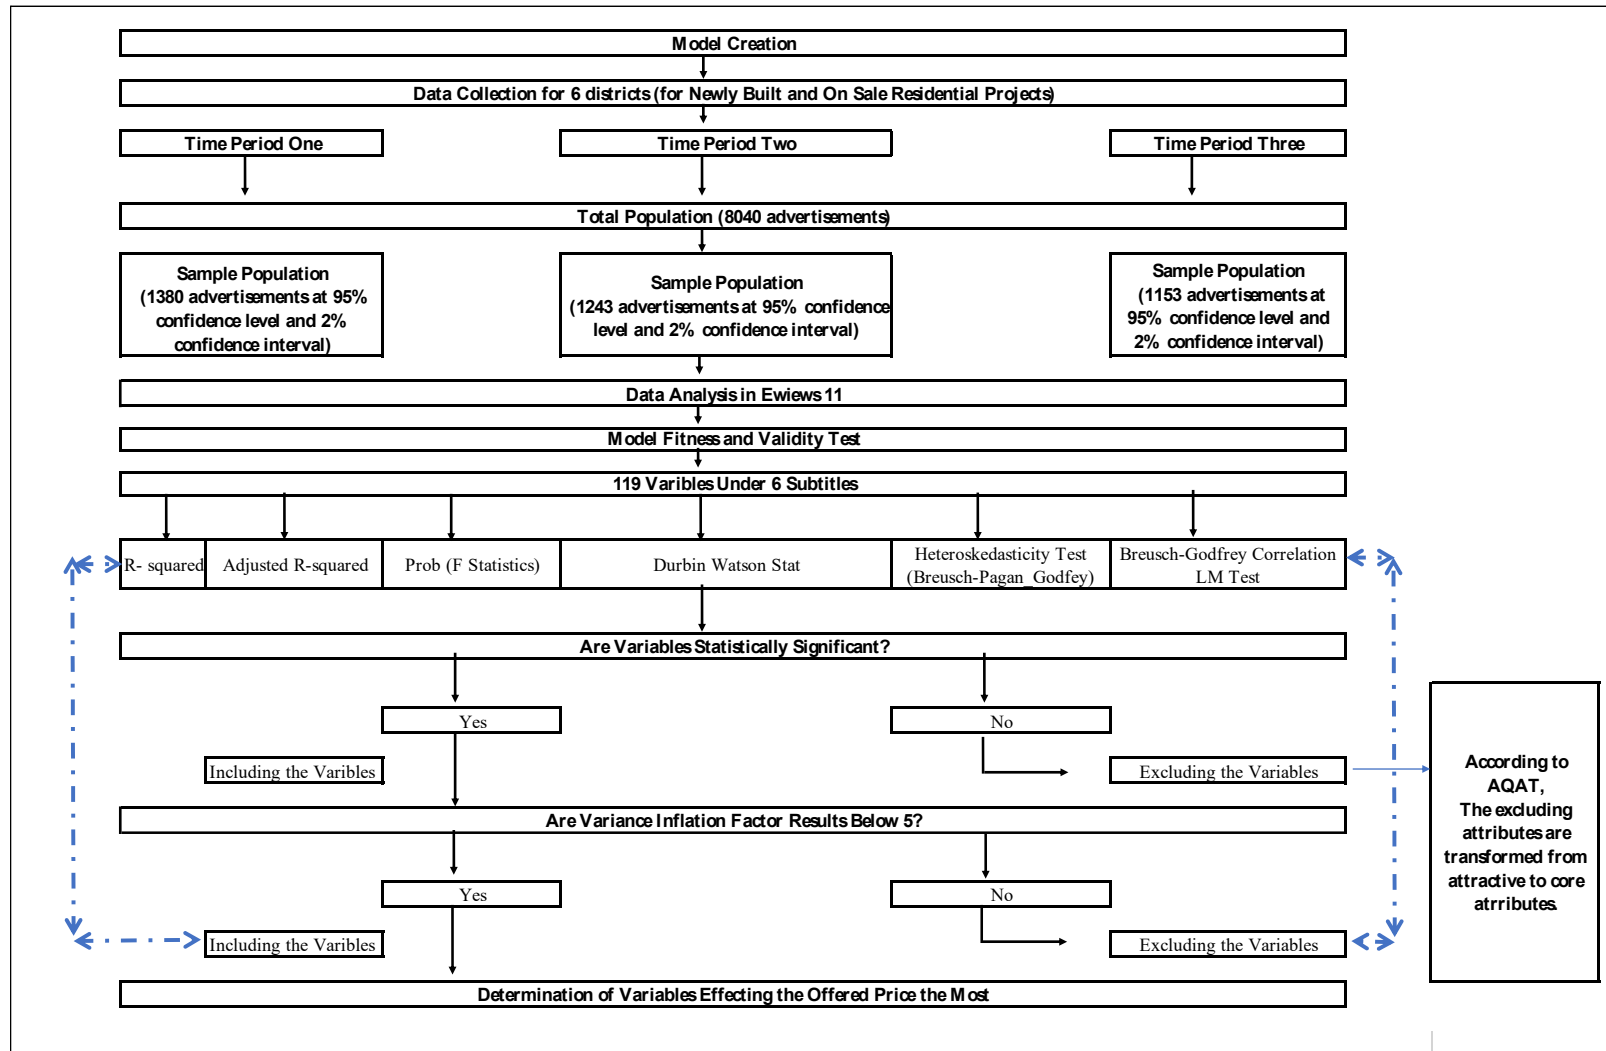 Model Creation
Data Collection for 6 districts (for Newly Built and On Sale Residential Projects)
Time Period One
Time Period Two
Time Period Three
Total Population (8040 advertisements)
Sample Population
(1380 advertisements at 95%
confidence level and 2%
confidence interval)
Sample Population
(1243 advertisements at 95% confidence
level and 2% confidence interval)
Sample Population
(1153 advertisements at
95% confidence level and
2% confidence interval)
Data Analysis in Ewiews 11
Model Fitness and Validity Test
119 Varibles Under 6 Subtitles
R- squared
Adjusted R-squared
Prob (F Statistics)
Durbin Watson Stat
Heteroskedasticity Test
(Breusch-Pagan_Godfey)
Breusch-Godfrey Correlation
LM Test
Are Variables Statistically Significant?
Yes
No
Including the Varibles
Excluding the Variables
According to
AQAT,
The excluding
attributes are
transformed from
attractive to core
atrributes.
Are Variance Inflation Factor Results Below 5?
Yes
No
Including the Varibles
Excluding the Variables
Determination of Variables Effecting the Offered Price the Most